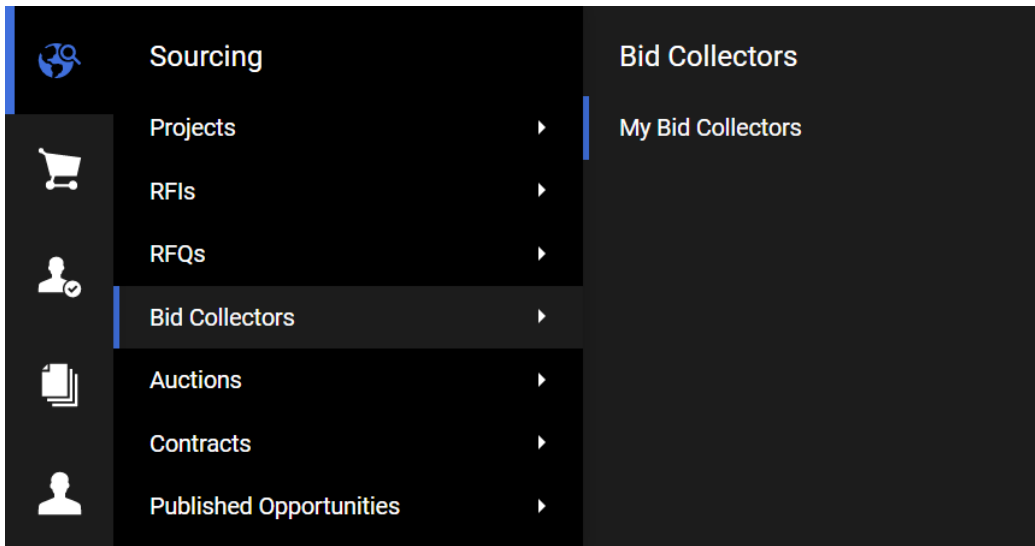 Sourcing
Projects
RFIs
RFQs
Bid Collectors
Auctions
Contracts
Published Opportunities
Bid Collectors
My Bid Collectors